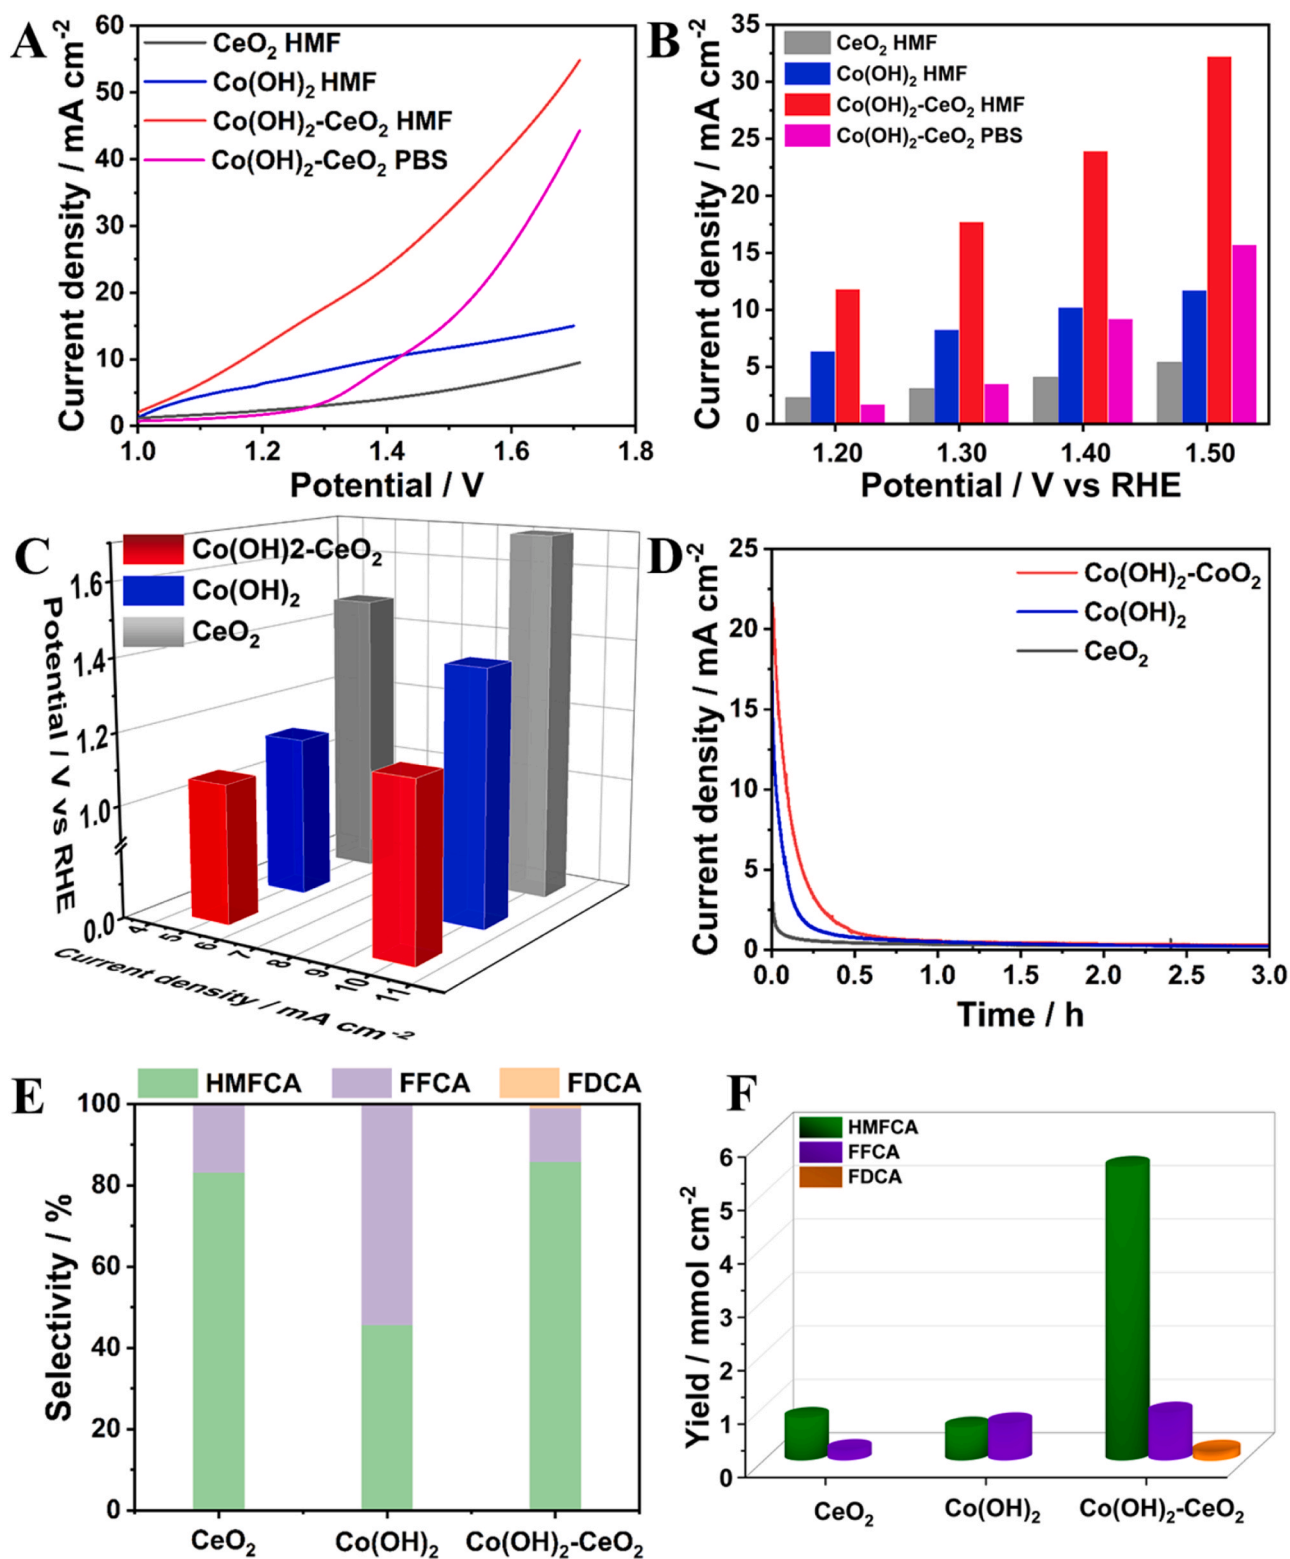 A
Current density / mA cm⁻²
60
50
40
30
20
10
0
CeO₂ HMF
Co(OH)₂ HMF
Co(OH)₂-CeO₂ HMF
Co(OH)₂-CeO₂ PBS
1.0 1.2 1.4 1.6 1.8
Potential / V
B
Current density / mA cm⁻²
35
30
25
20
15
10
5
0
CeO₂ HMF
Co(OH)₂ HMF
Co(OH)₂-CeO₂ HMF
Co(OH)₂-CeO₂ PBS
1.20 1.30 1.40 1.50
Potential / V vs RHE
C
Potential / V vs RHE
1.6
1.4
1.2
1.0
0.0
Co(OH)2-CeO₂
Co(OH)₂
CeO₂
4 5 6 7 8 9 10 11
Current density / mA cm⁻²
D
Current density / mA cm⁻²
25
20
15
10
5
0
Co(OH)₂-CoO₂
Co(OH)₂
CeO₂
0.0 0.5 1.0 1.5 2.0 2.5 3.0
Time / h
E
HMFCA FFCA FDCA
Selectivity / %
100
80
60
40
20
0
CeO₂ Co(OH)₂ Co(OH)₂-CeO₂
F
HMFCA
FFCA
FDCA
Yield / mmol cm⁻²
6
5
4
3
2
1
0
CeO₂ Co(OH)₂ Co(OH)₂-CeO₂